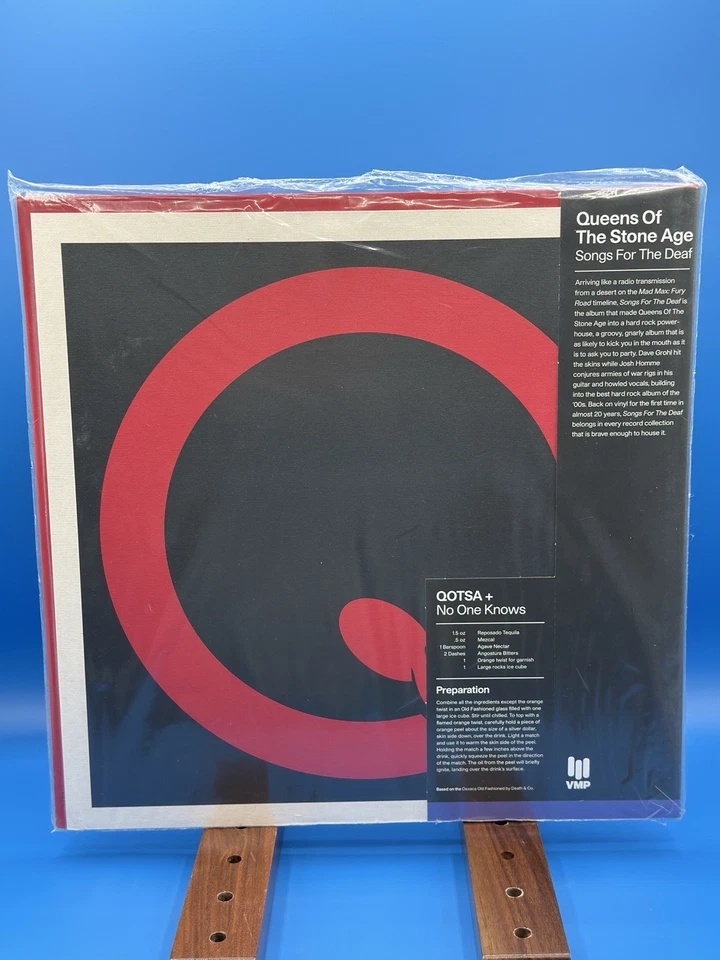 Queens Of
The Stone Age
Songs For The Deaf
Arriving like a radio transmission
from a desert on the Mad Max: Fury
Road timeline, Songs For The Deaf is
the album that made Queens Of The
Stone Age into a hard rock power-
house, a groovy, gnarly album that is
as likely to kick you in the mouth as it
is to ask you to party. Dave Grohl hit
the skins while Josh Homme
conjures armies of war rigs in his
guitar and howled vocals, building
into the best hard rock album of the
'00s. Back on vinyl for the first time in
almost 20 years, Songs For The Deaf
belongs in every record collection
that is brave enough to house it.
QOTSA +
No One Knows
1.5 oz Reposado Tequila
.5 oz Mezcal
1 Barspoon Agave Nectar
2 Dashes Angostura Bitters
1 Orange twist for garnish
1 Large rocks ice cube
Preparation
Combine all the ingredients except the orange
twist in an Old Fashioned glass filled with one
large ice cube. Stir until chilled. To top with a
flamed orange twist, carefully hold a piece of
orange peel about the size of a silver dollar,
skin side down, over the drink. Light a match
and use it to warm the skin side of the peel.
Holding the match a few inches above the
drink, quickly squeeze the peel in the direction
of the match. The oil from the peel will briefly
ignite, landing over the drink's surface.
Based on the Oaxaca Old Fashioned by Death & Co.
VMP